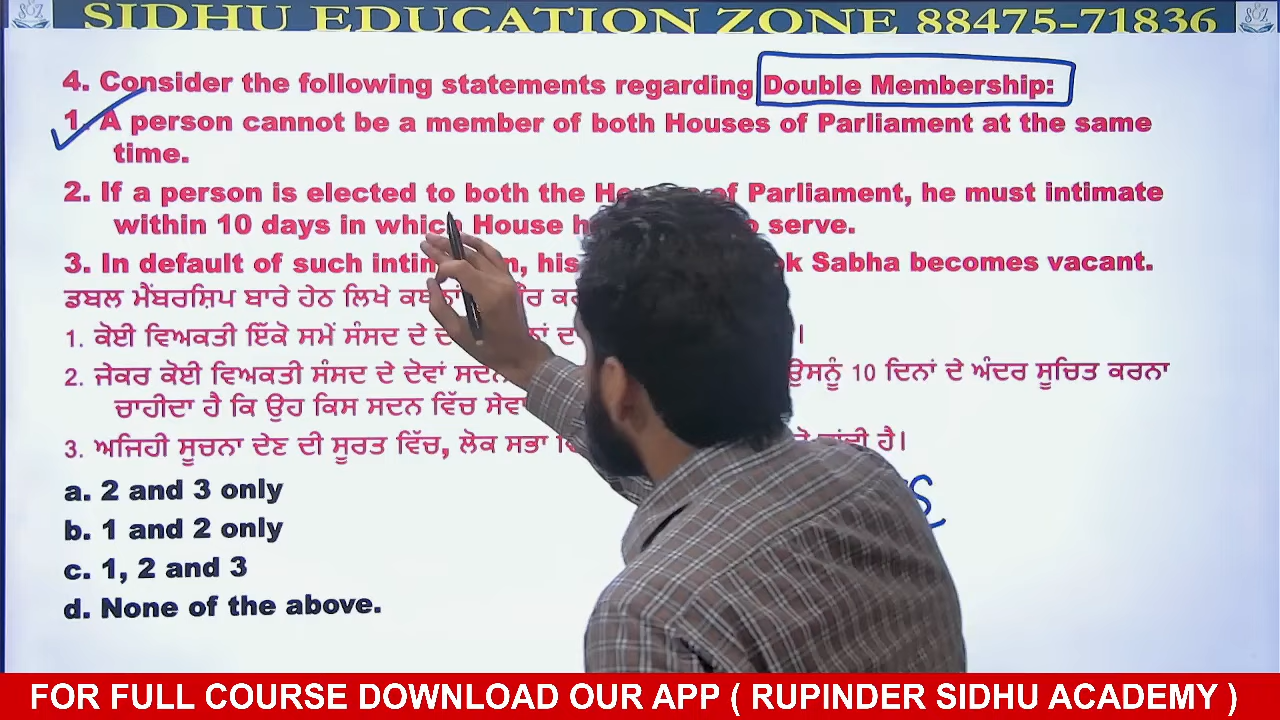 SIDHU EDUCATION ZONE 88475-71836
4. Consider the following statements regarding Double Membership:
1. A person cannot be a member of both Houses of Parliament at the same
time.
2. If a person is elected to both the of Parliament, he must intimate
within 10 days in which House serve.
3. In default of such his Sabha becomes vacant.
ਡਬਲ ਮੈਂਬਰਸ਼ਿਪ ਬਾਰੇ ਹੇਠ ਲਿਖੇ
1. ਕੋਈ ਵਿਅਕਤੀ ਇੱਕੋ ਸਮੇਂ ਸੰਸਦ ਦੇ
2. ਜੇਕਰ ਕੋਈ ਵਿਅਕਤੀ ਸੰਸਦ ਦੇ ਦੋਵਾਂ ਉਸਨੂੰ 10 ਦਿਨਾਂ ਦੇ ਅੰਦਰ ਸੂਚਿਤ ਕਰਨਾ
ਚਾਹੀਦਾ ਹੈ ਕਿ ਉਹ ਕਿਸ ਸਦਨ ਵਿੱਚ
3. ਅਜਿਹੀ ਸੂਚਨਾ ਦੇਣ ਦੀ ਸੂਰਤ ਵਿੱਚ, ਲੋਕ ਸਭਾ ਹੈ।
a. 2 and 3 only
b. 1 and 2 only
c. 1, 2 and 3
d. None of the above.
FOR FULL COURSE DOWNLOAD OUR APP ( RUPINDER SIDHU ACADEMY )